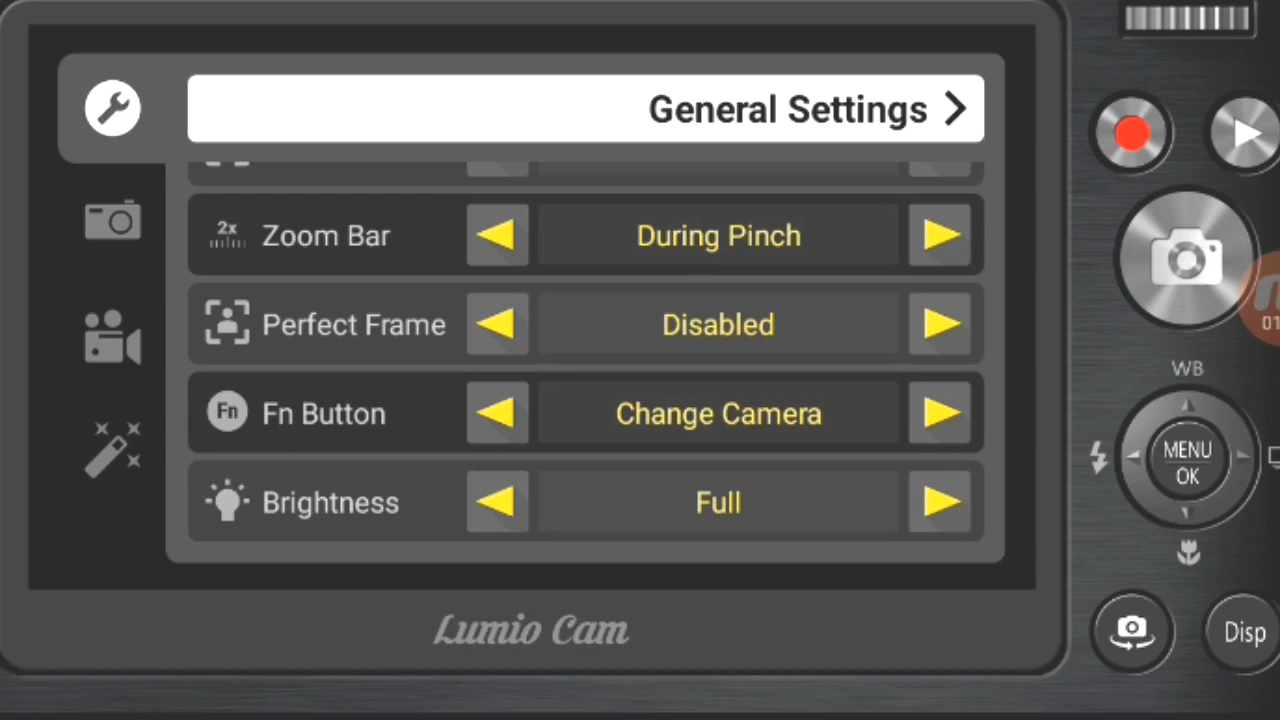 General Settings
2x
Zoom Bar
During Pinch
Perfect Frame
Disabled
Fn
Fn Button
Change Camera
Brightness
Full
Lumio Cam
WB
MENU
OK
Disp